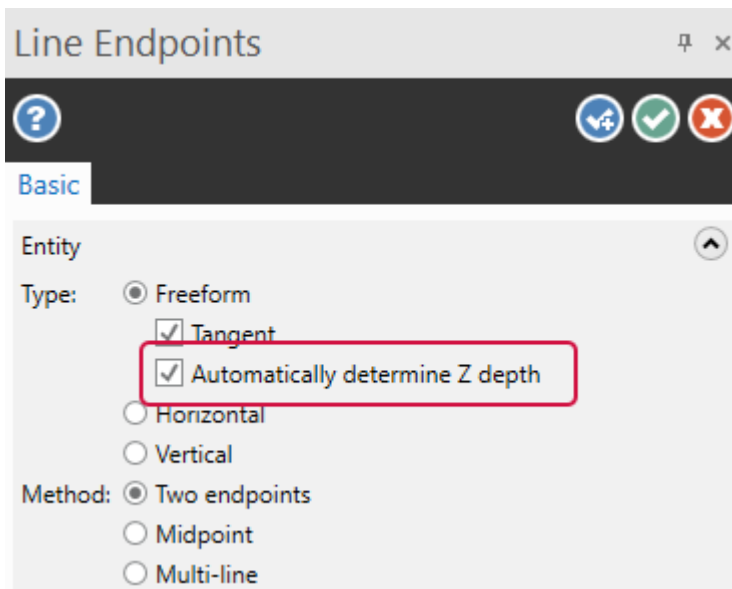 Line Endpoints
Basic
Entity
Type: Freeform
Tangent
Automatically determine Z depth
Horizontal
Vertical
Method: Two endpoints
Midpoint
Multi-line